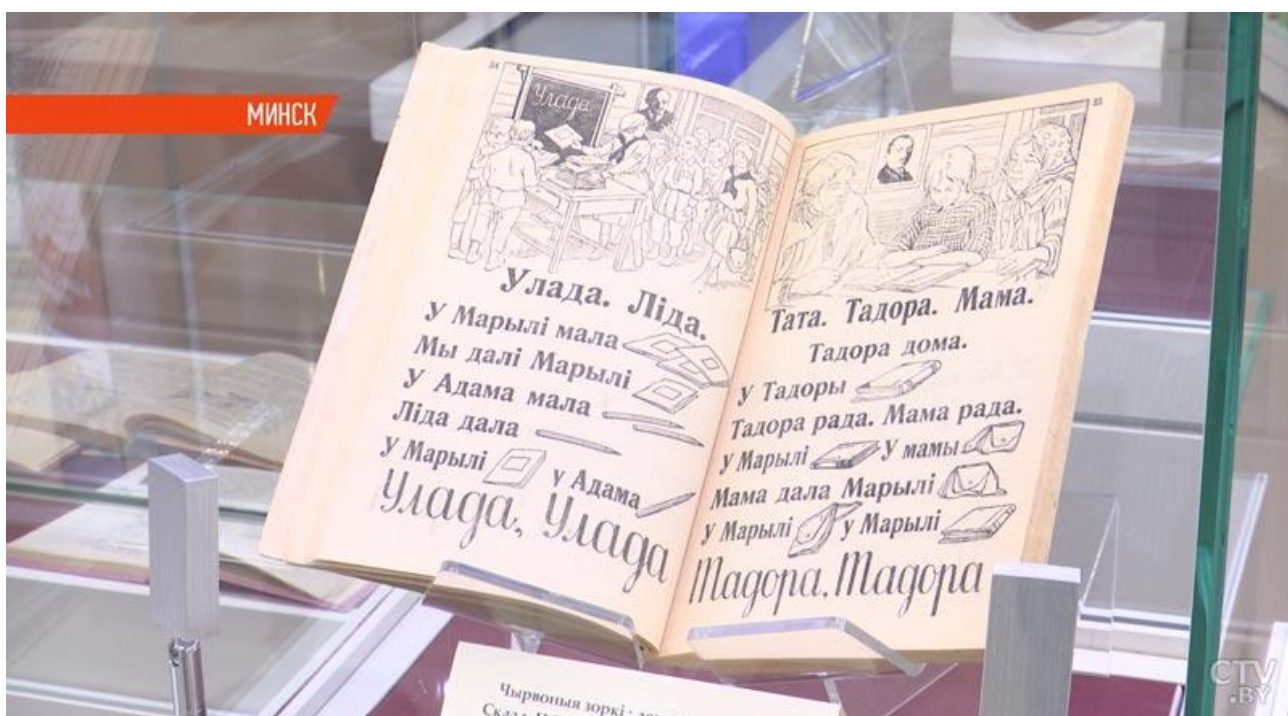 МИНСК
34
Улада
Улада. Ліда.
У Марылі мала
Мы далі Марылі
У Адама мала
Ліда дала
У Марылі у Адама
Улада, Улада
35
Тата. Тадора. Мама.
Тадора дома.
У Тадоры
Тадора рада. Мама рада.
У Марылі У мамы
Мама дала Марылі
У Марылі у Марылі
Тадора. Тадора
Чырвоныя зоркі :
CTV
.BY